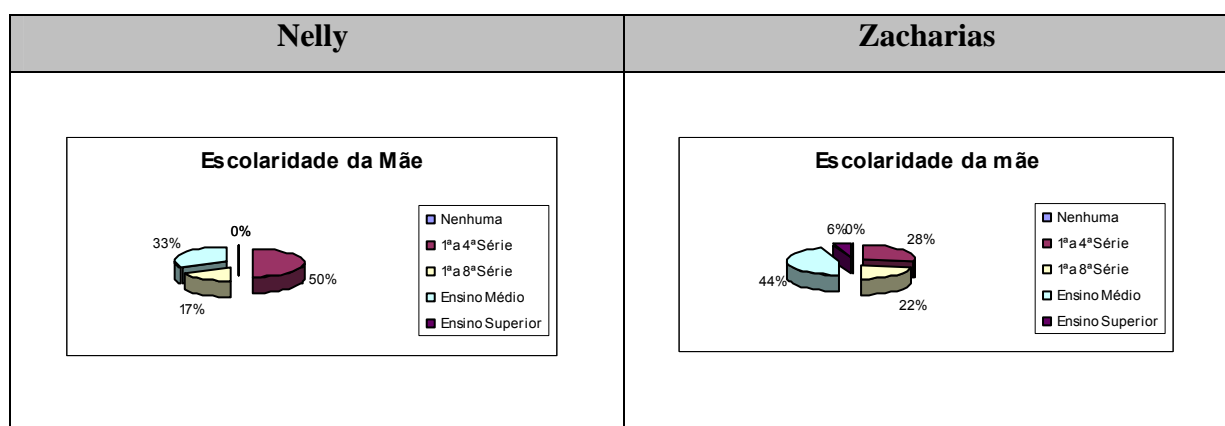 Nelly
Zacharias
Escolaridade da Mãe
0%
33%
50%
17%
Nenhuma
1ª a 4ª Série
1ª a 8ª Série
Ensino Médio
Ensino Superior
Escolaridade da mãe
6% 0%
28%
44%
22%
Nenhuma
1ª a 4ª Série
1ª a 8ª Série
Ensino Médio
Ensino Superior